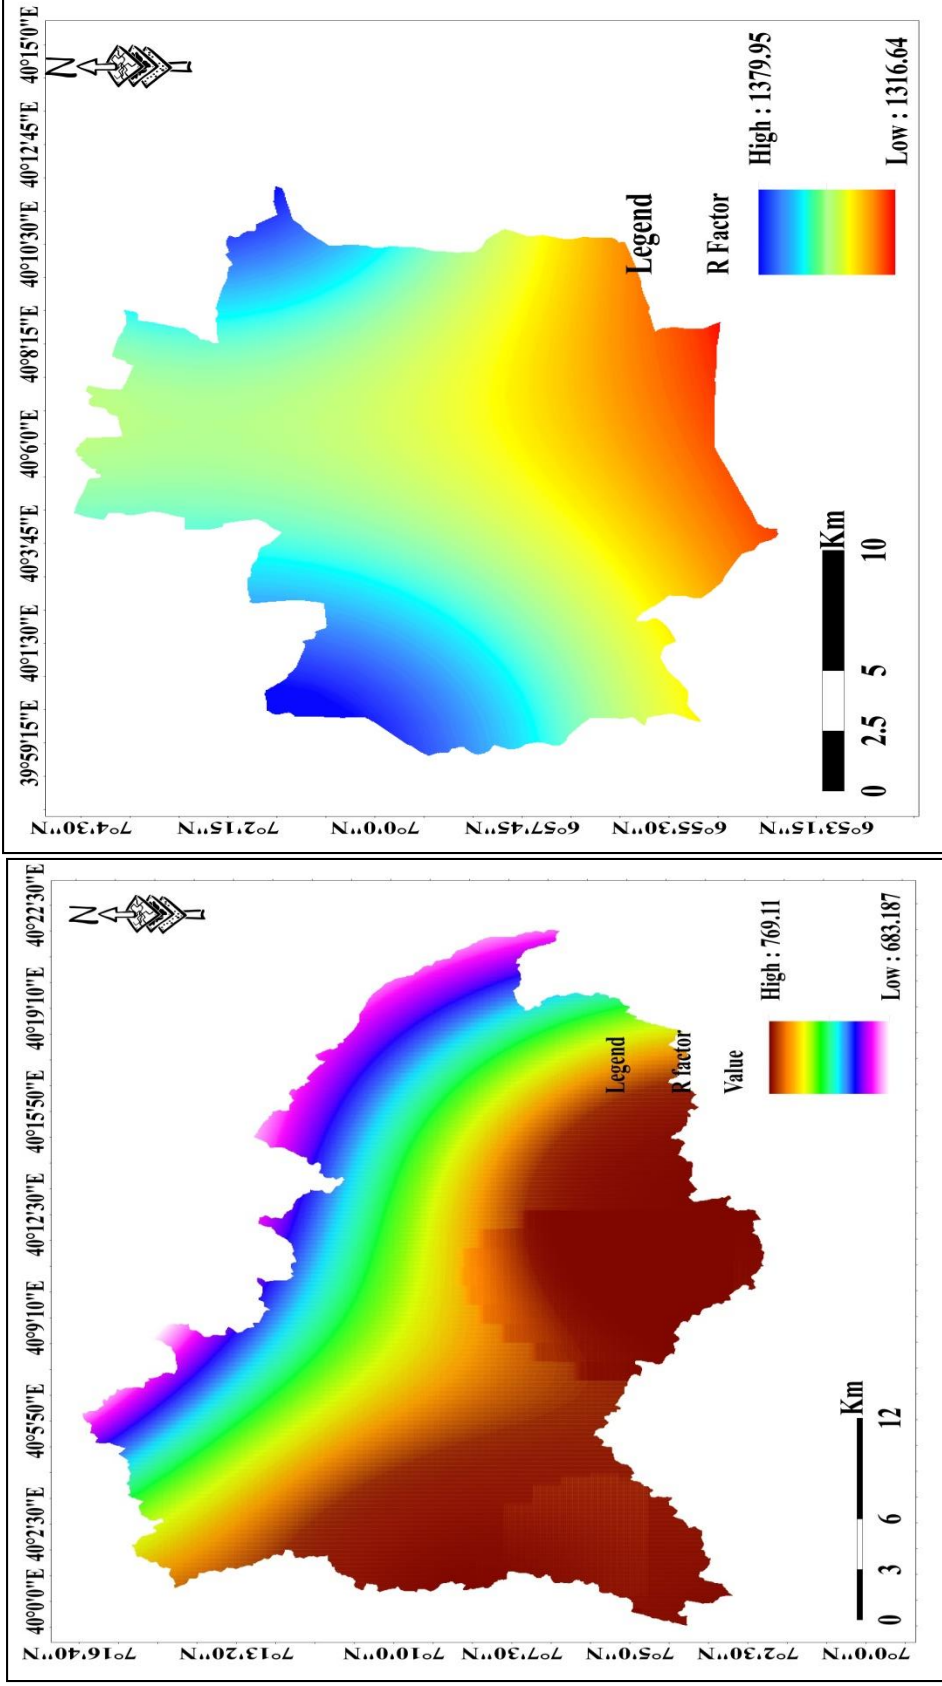 40°0'0"E 40°2'30"E 40°5'50"E 40°9'10"E 40°12'30"E 40°15'50"E 40°19'10"E 40°22'30"E
N
7°16'40"N
7°13'20"N
7°10'0"N
7°7'30"N
7°5'0"N
7°2'30"N
7°0'0"N
Legend
R factor
Value
High : 769.11
Low : 683.187
Km
0 3 6 12
39°59'15"E 40°1'30"E 40°3'45"E 40°6'0"E 40°8'15"E 40°10'30"E 40°12'45"E 40°15'0"E
N
7°4'30"N
7°2'15"N
7°0'0"N
6°57'45"N
6°55'30"N
6°53'15"N
Legend
R Factor
High : 1379.95
Low : 1316.64
Km
0 2.5 5 10